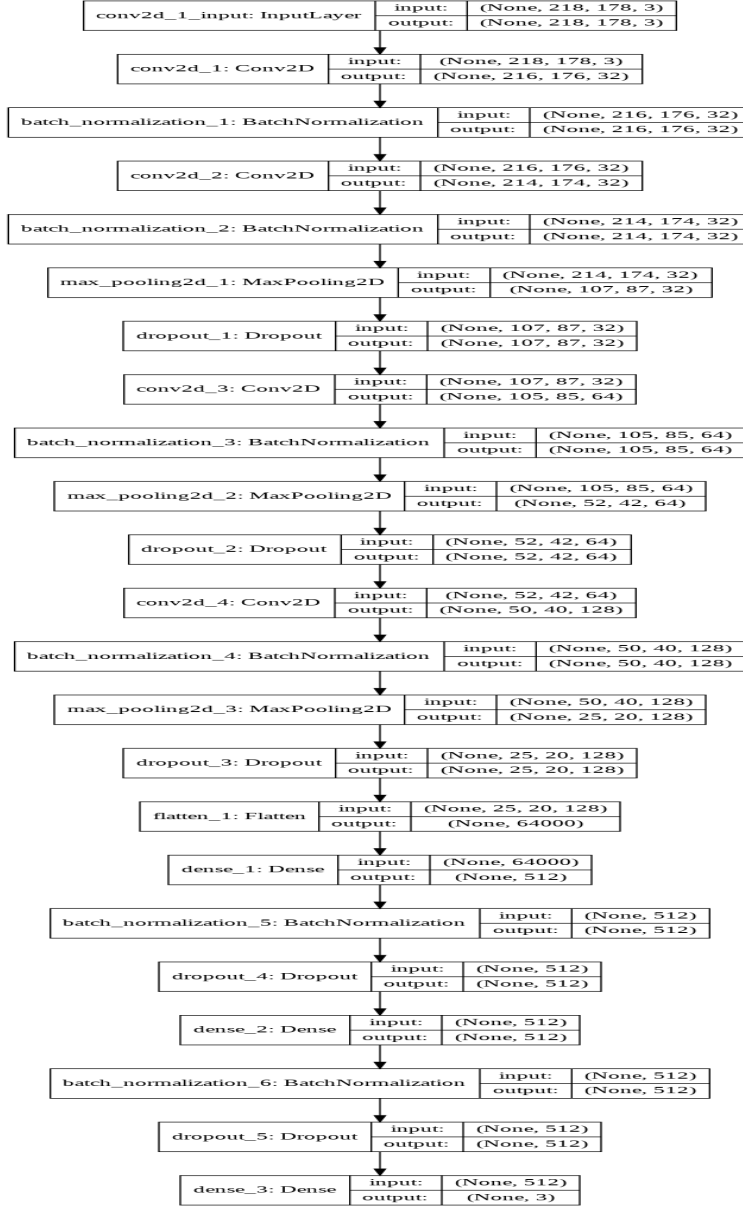 conv2d_1_input: InputLayer input: (None, 218, 178, 3)
output: (None, 218, 178, 3)
conv2d_1: Conv2D input: (None, 218, 178, 3)
output: (None, 216, 176, 32)
batch_normalization_1: BatchNormalization input: (None, 216, 176, 32)
output: (None, 216, 176, 32)
conv2d_2: Conv2D input: (None, 216, 176, 32)
output: (None, 214, 174, 32)
batch_normalization_2: BatchNormalization input: (None, 214, 174, 32)
output: (None, 214, 174, 32)
max_pooling2d_1: MaxPooling2D input: (None, 214, 174, 32)
output: (None, 107, 87, 32)
dropout_1: Dropout input: (None, 107, 87, 32)
output: (None, 107, 87, 32)
conv2d_3: Conv2D input: (None, 107, 87, 32)
output: (None, 105, 85, 64)
batch_normalization_3: BatchNormalization input: (None, 105, 85, 64)
output: (None, 105, 85, 64)
max_pooling2d_2: MaxPooling2D input: (None, 105, 85, 64)
output: (None, 52, 42, 64)
dropout_2: Dropout input: (None, 52, 42, 64)
output: (None, 52, 42, 64)
conv2d_4: Conv2D input: (None, 52, 42, 64)
output: (None, 50, 40, 128)
batch_normalization_4: BatchNormalization input: (None, 50, 40, 128)
output: (None, 50, 40, 128)
max_pooling2d_3: MaxPooling2D input: (None, 50, 40, 128)
output: (None, 25, 20, 128)
dropout_3: Dropout input: (None, 25, 20, 128)
output: (None, 25, 20, 128)
flatten_1: Flatten input: (None, 25, 20, 128)
output: (None, 64000)
dense_1: Dense input: (None, 64000)
output: (None, 512)
batch_normalization_5: BatchNormalization input: (None, 512)
output: (None, 512)
dropout_4: Dropout input: (None, 512)
output: (None, 512)
dense_2: Dense input: (None, 512)
output: (None, 512)
batch_normalization_6: BatchNormalization input: (None, 512)
output: (None, 512)
dropout_5: Dropout input: (None, 512)
output: (None, 512)
dense_3: Dense input: (None, 512)
output: (None, 3)